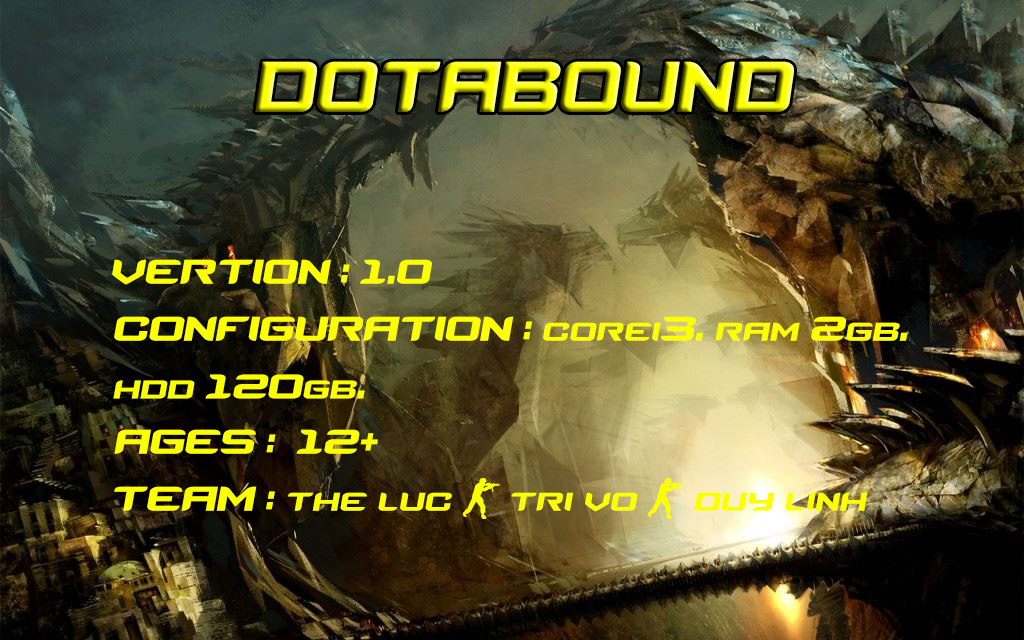 DOTABOUND
VERTION : 1.0
CONFIGURATION : COREI3. RAM 2GB.
HDD 120GB.
AGES : 12+
TEAM : THE LUC TRI VO DUY LINH